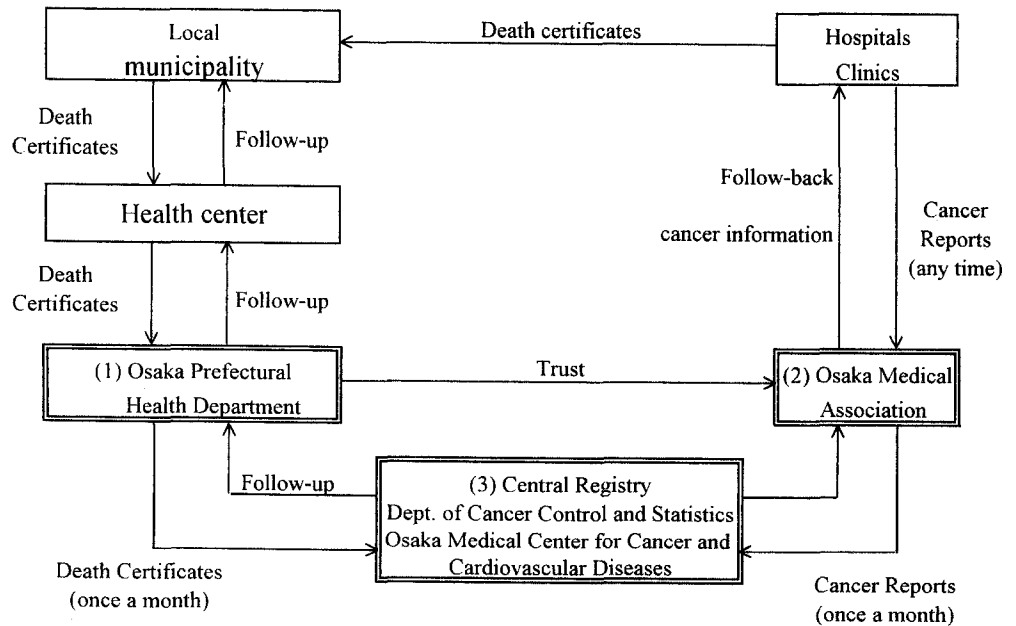 Local
municipality
Death certificates
Hospitals
Clinics
Death
Certificates
Follow-up
Follow-back
cancer information
Cancer
Reports
(any time)
Health center
Death
Certificates
Follow-up
(1) Osaka Prefectural
Health Department
Trust
(2) Osaka Medical
Association
Follow-up
(3) Central Registry
Dept. of Cancer Control and Statistics
Osaka Medical Center for Cancer and
Cardiovascular Diseases
Death Certificates
(once a month)
Cancer Reports
(once a month)